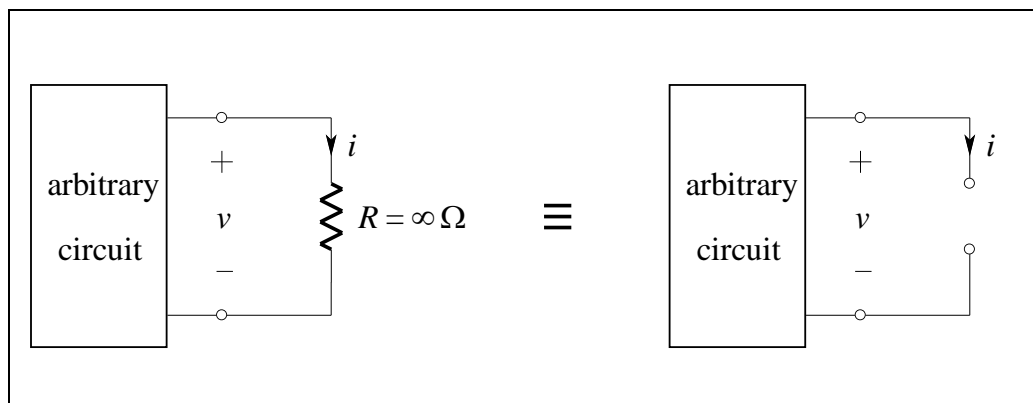 arbitrary
circuit
+
v
−
i
R = ∞ Ω
≡
arbitrary
circuit
+
v
−
i